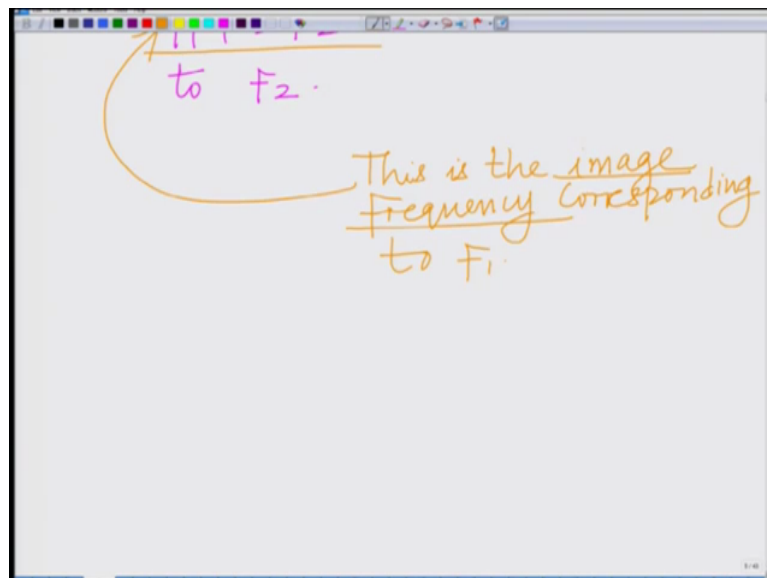 to F2.
This is the image
Frequency Corresponding
to F1.